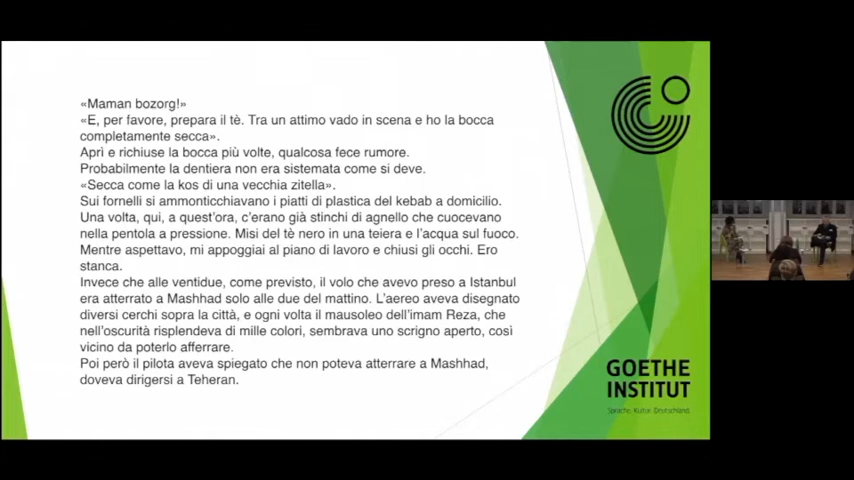 «Maman bozorg!»
«E, per favore, prepara il tè. Tra un attimo vado in scena e ho la bocca
completamente secca».
Aprì e richiuse la bocca più volte, qualcosa fece rumore.
Probabilmente la dentiera non era sistemata come si deve.
«Secca come la kos di una vecchia zitella».
Sui fornelli si ammonticchiavano i piatti di plastica del kebab a domicilio.
Una volta, qui, a quest'ora, c'erano già stinchi di agnello che cuocevano
nella pentola a pressione. Misi del tè nero in una teiera e l'acqua sul fuoco.
Mentre aspettavo, mi appoggiai al piano di lavoro e chiusi gli occhi. Ero
stanca.
Invece che alle ventidue, come previsto, il volo che avevo preso a Istanbul
era atterrato a Mashhad solo alle due del mattino. L'aereo aveva disegnato
diversi cerchi sopra la città, e ogni volta il mausoleo dell'imam Reza, che
nell'oscurità risplendeva di mille colori, sembrava uno scrigno aperto, così
vicino da poterlo afferrare.
Poi però il pilota aveva spiegato che non poteva atterrare a Mashhad,
doveva dirigersi a Teheran.
GOETHE
INSTITUT
Sprache. Kultur. Deutschland.